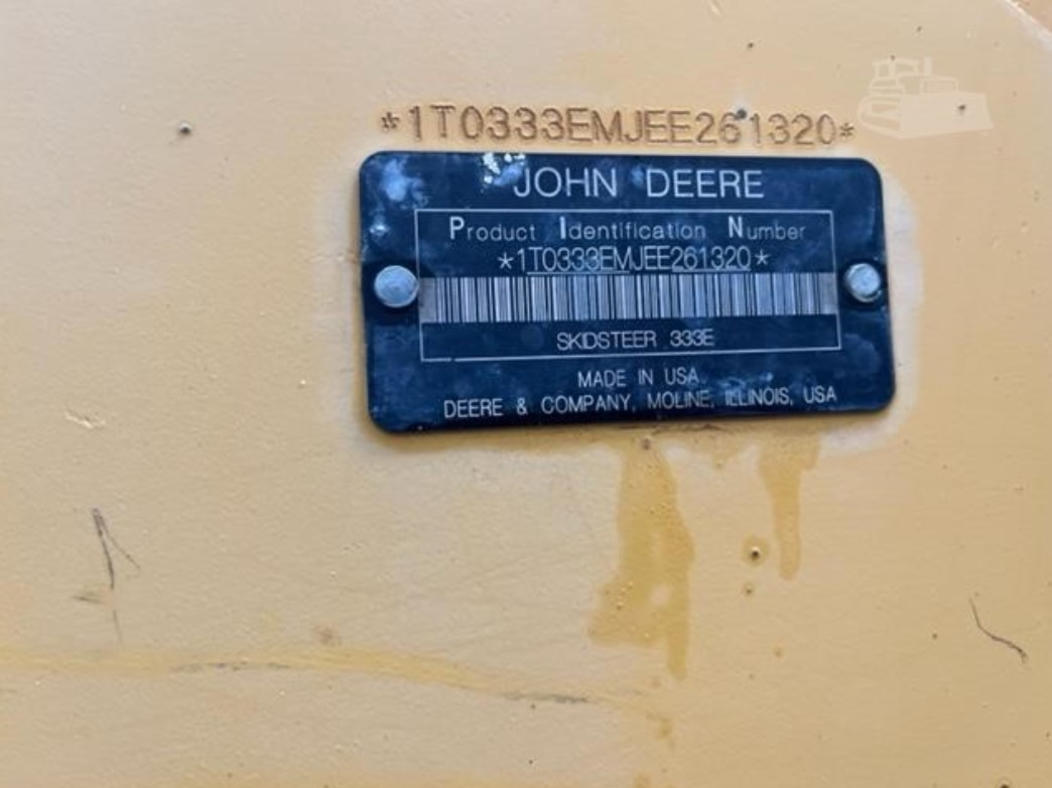 *1T0333EMJEE261320*
JOHN DEERE
Product Identification Number
*1T0333EMJEE261320*
SKIDSTEER 333E
MADE IN USA
DEERE & COMPANY, MOLINE, ILLINOIS, USA